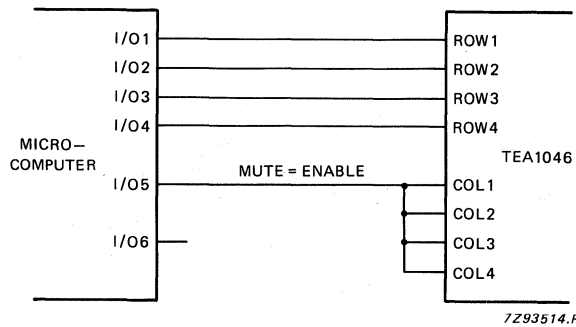 I/O1
ROW1
I/O2
ROW2
I/O3
ROW3
I/O4
ROW4
MICRO—
COMPUTER
TEA1046
I/O5
MUTE = ENABLE
COL1
COL2
I/O6
COL3
COL4
7Z93514.F